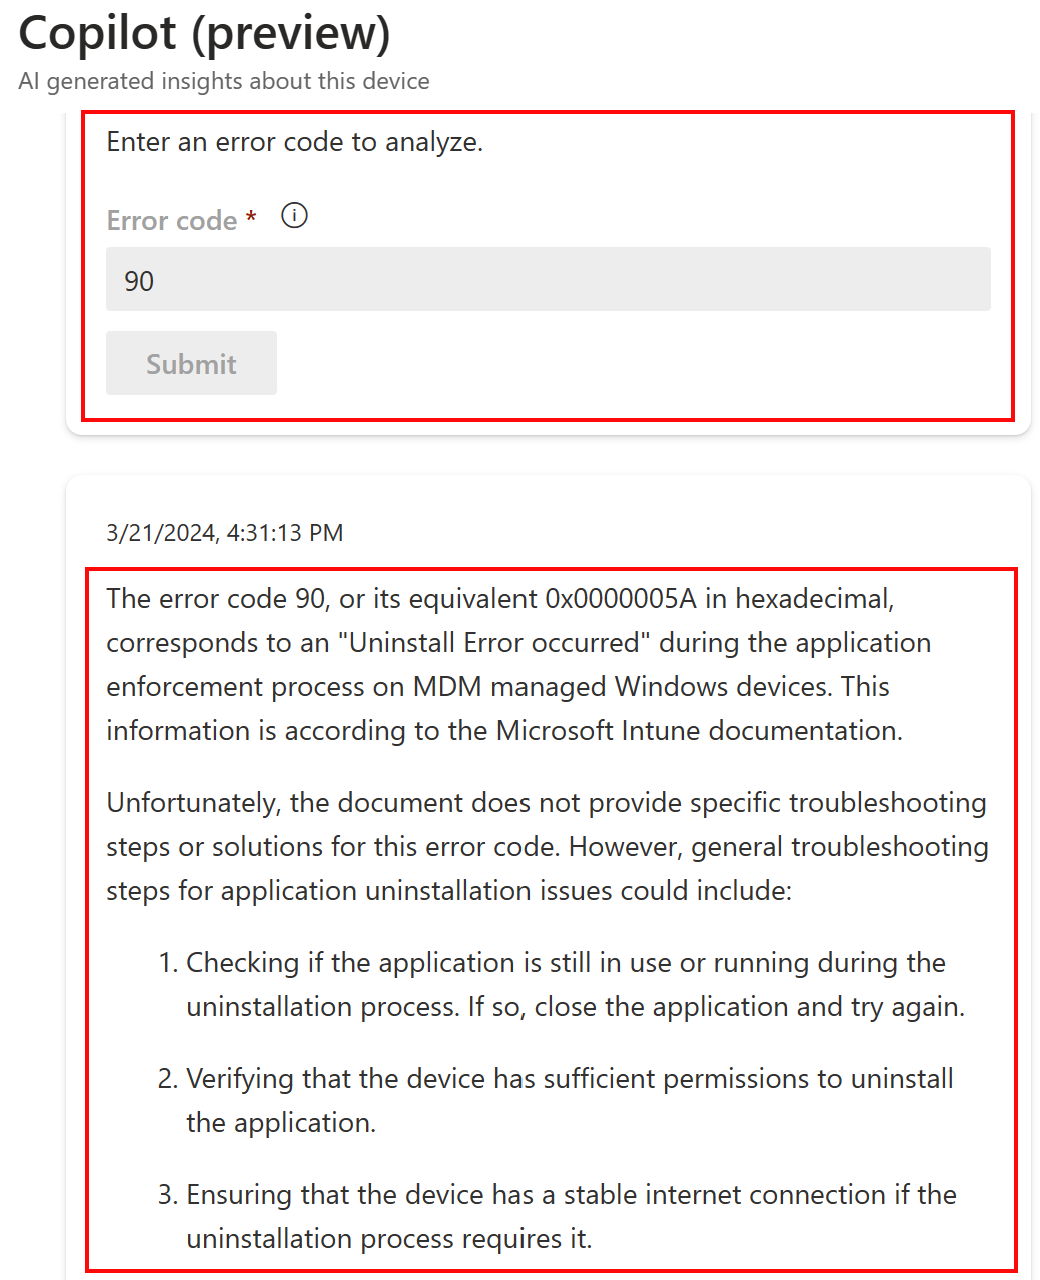 Copilot (preview)
AI generated insights about this device
Enter an error code to analyze.
Error code *
90
Submit
3/21/2024, 4:31:13 PM
The error code 90, or its equivalent 0x0000005A in hexadecimal,
corresponds to an "Uninstall Error occurred" during the application
enforcement process on MDM managed Windows devices. This
information is according to the Microsoft Intune documentation.
Unfortunately, the document does not provide specific troubleshooting
steps or solutions for this error code. However, general troubleshooting
steps for application uninstallation issues could include:
1. Checking if the application is still in use or running during the
uninstallation process. If so, close the application and try again.
2. Verifying that the device has sufficient permissions to uninstall
the application.
3. Ensuring that the device has a stable internet connection if the
uninstallation process requires it.